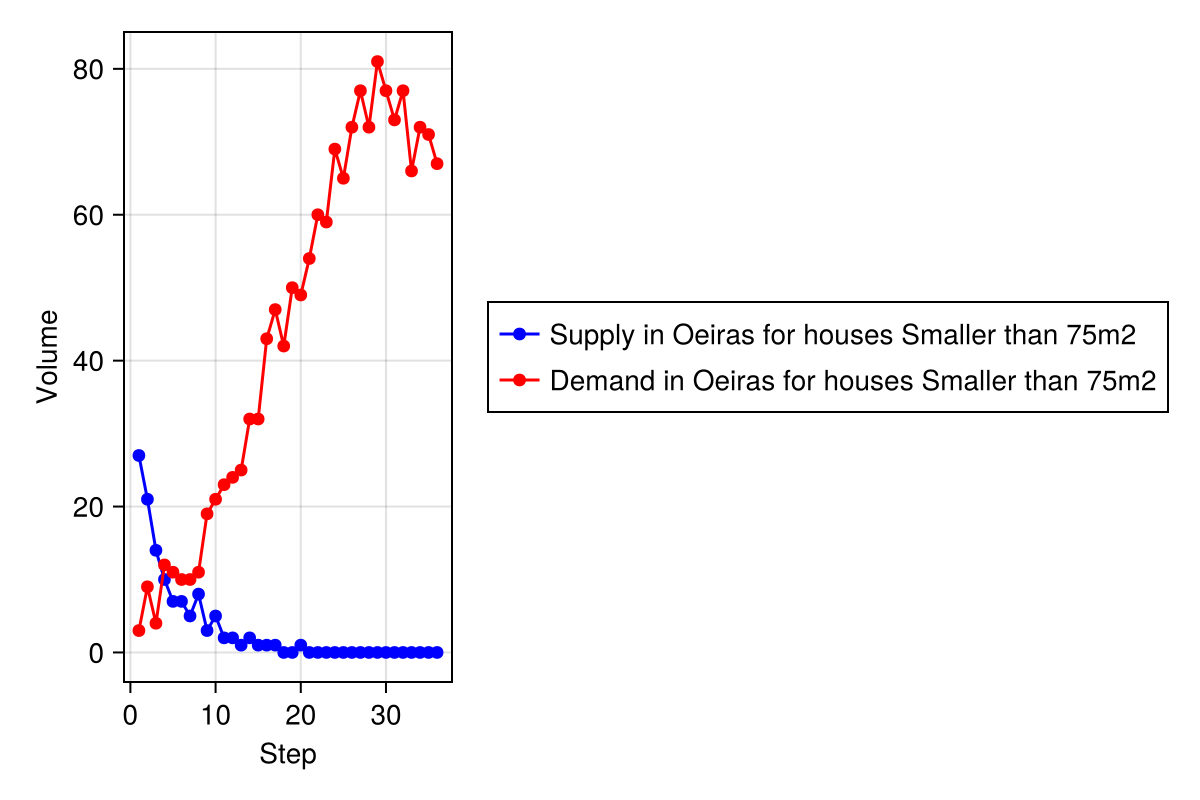 80
60
40
20
0
Volume
0 10 20 30
Step
Supply in Oeiras for houses Smaller than 75m2
Demand in Oeiras for houses Smaller than 75m2